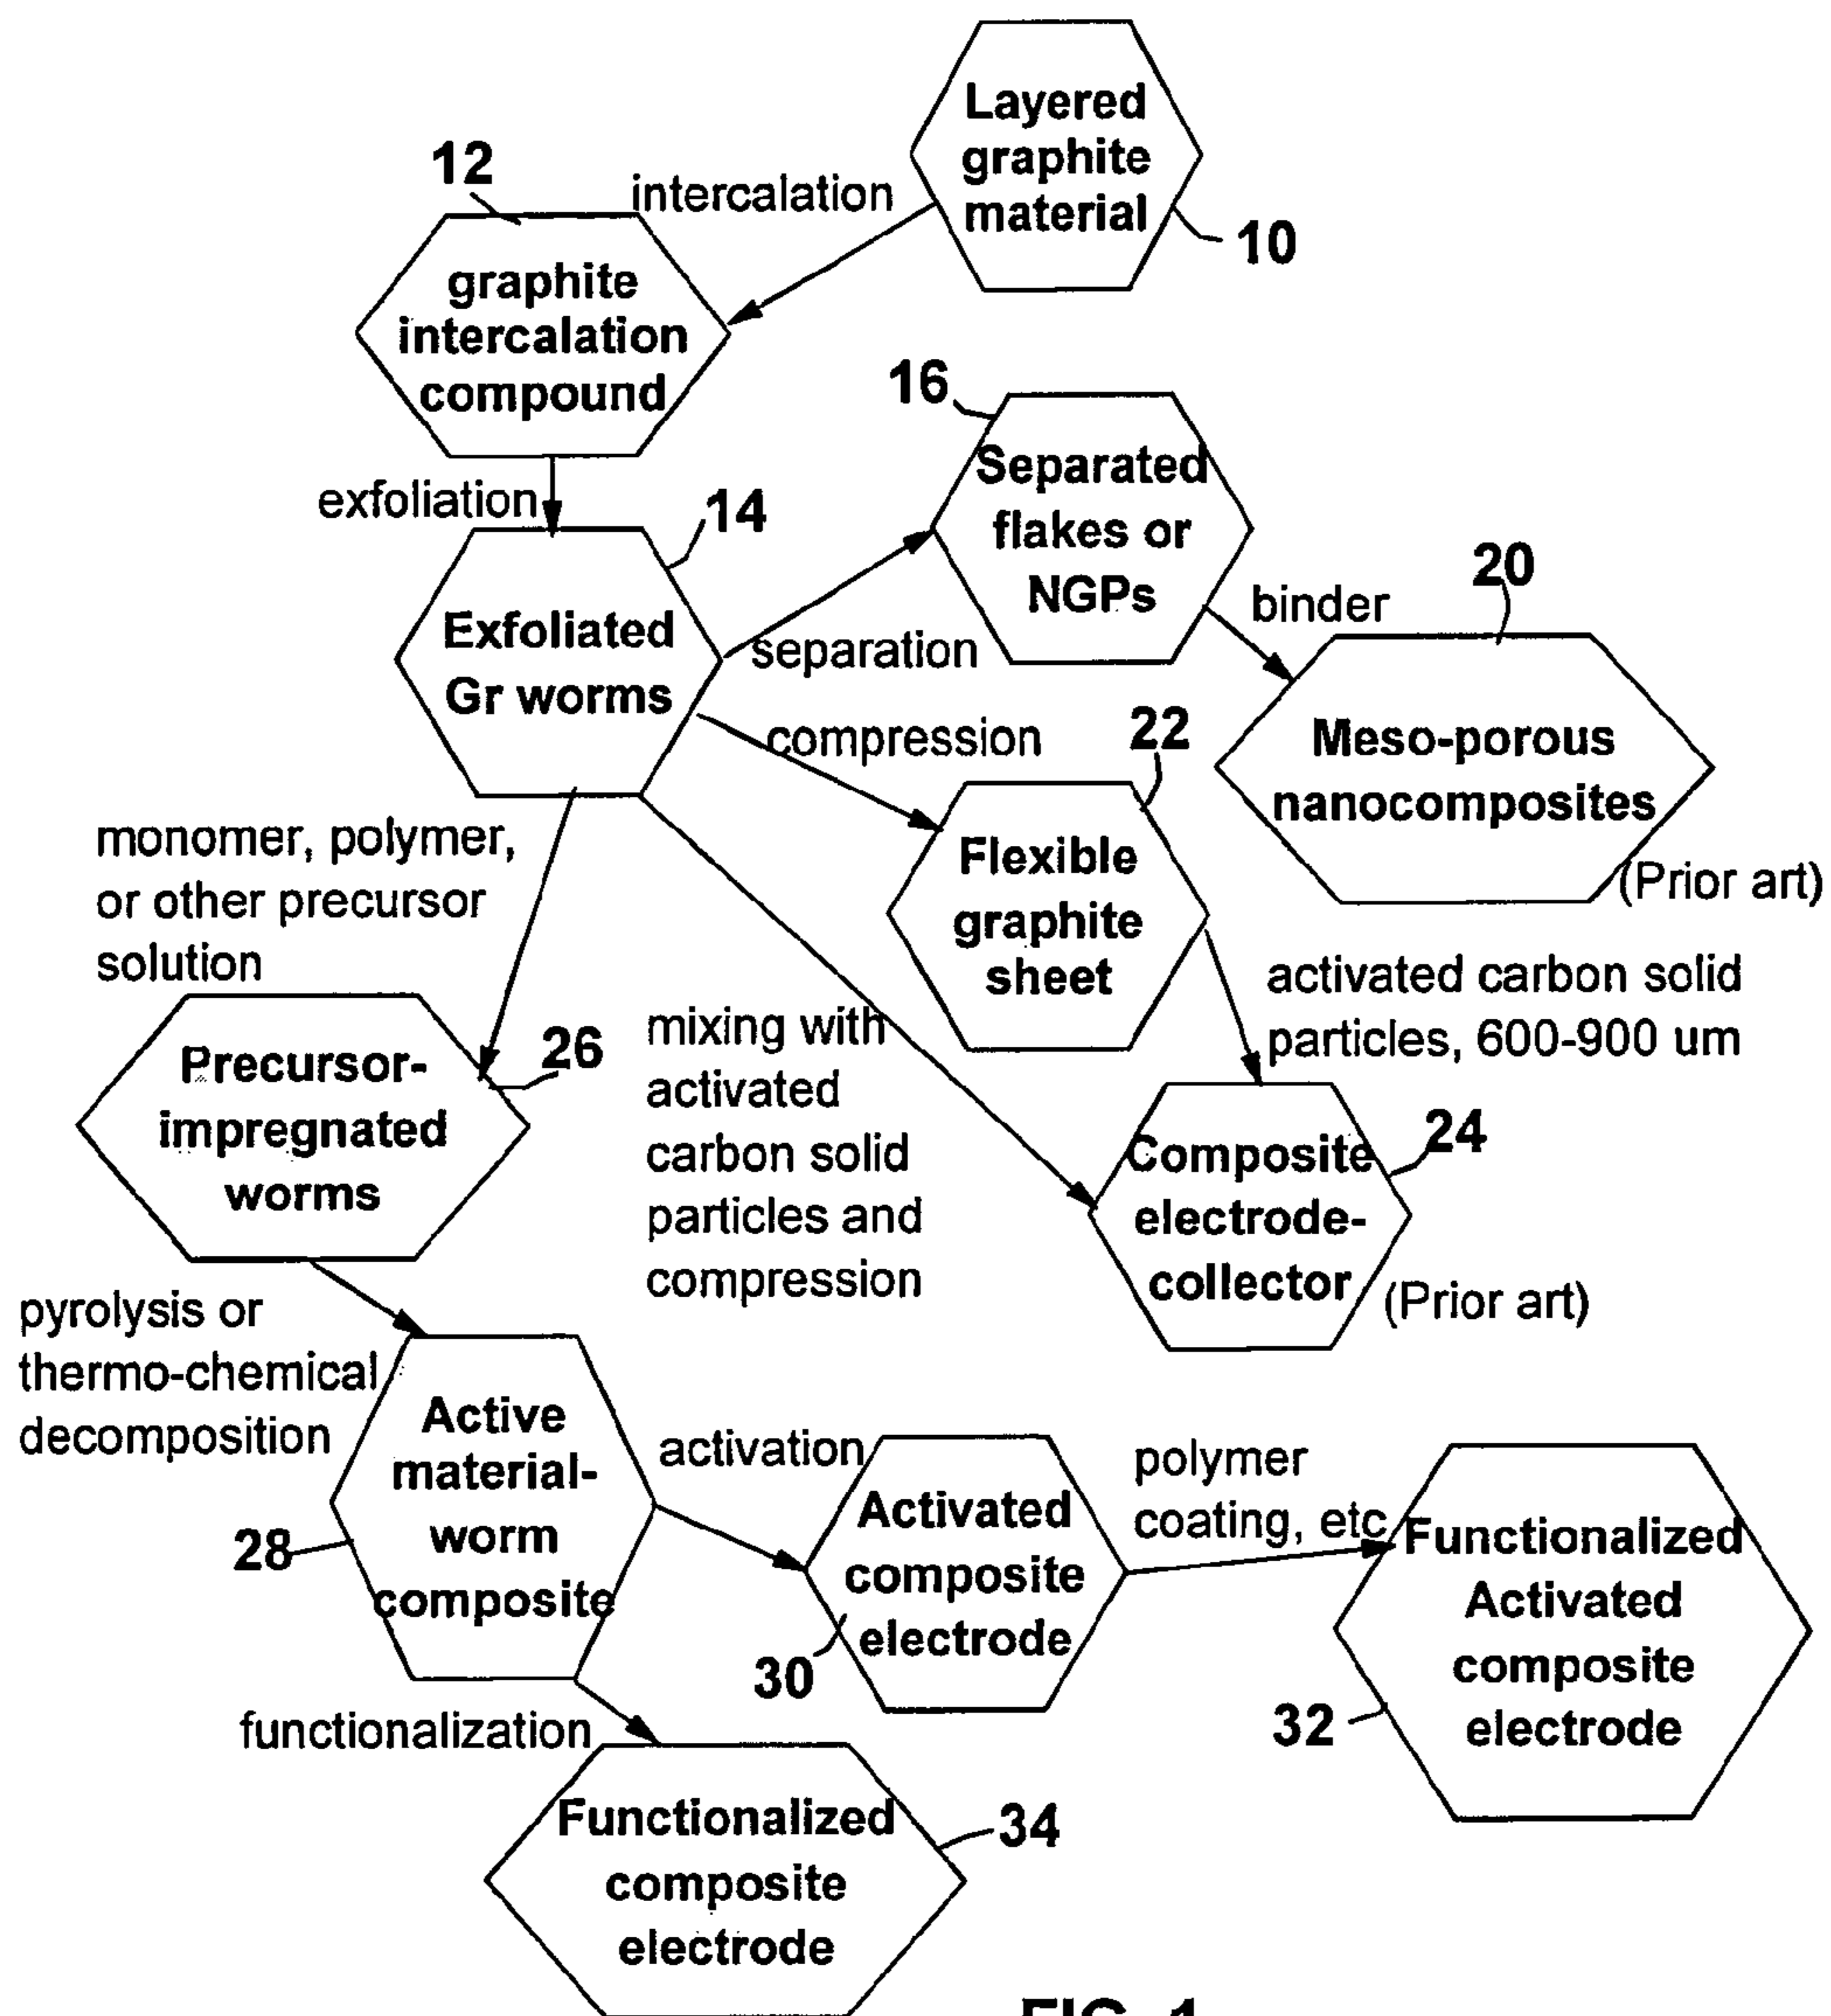 Layered
graphite
material
10
12
intercalation
graphite
intercalation
compound
exfoliation
14
Exfoliated
Gr worms
16
Separated
flakes or
NGPs
separation
binder
20
Meso-porous
nanocomposites
(Prior art)
compression
22
Flexible
graphite
sheet
activated carbon solid
particles, 600-900 um
monomer, polymer,
or other precursor
solution
mixing with
activated
carbon solid
particles and
compression
24
Composite
electrode-
collector
(Prior art)
26
Precursor-
impregnated
worms
pyrolysis or
thermo-chemical
decomposition
Active
material-
worm
composite
28
activation
Activated
composite
electrode
30
polymer
coating, etc
Functionalized
Activated
composite
electrode
32
functionalization
Functionalized
composite
electrode
34
FIG. 1